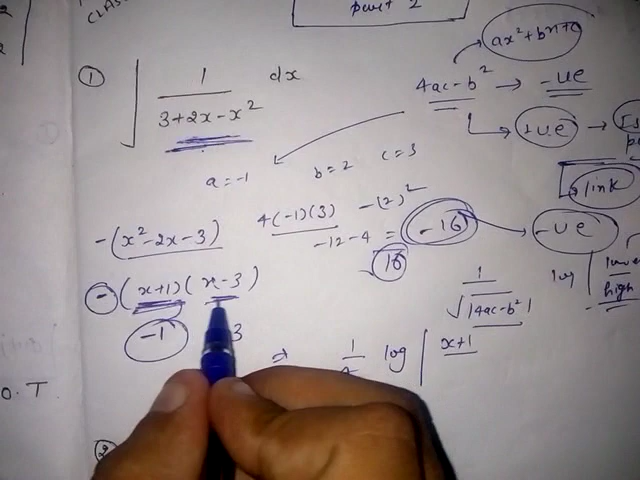 CLASS
part 2
① ∫ 1/(3+2x-x²) dx
ax²+bx+c
4ac-b² → -ve
+ve →
link
a=-1 b=2 c=3
4(-1)(3) -(2)²
-12-4 = -16 → -ve
16
-(x²-2x-3)
-(x+1)(x-3)
-1 3
1/√|4ac-b²|
log | lower
high
⇒ 1/4 log | x+1
O.T.